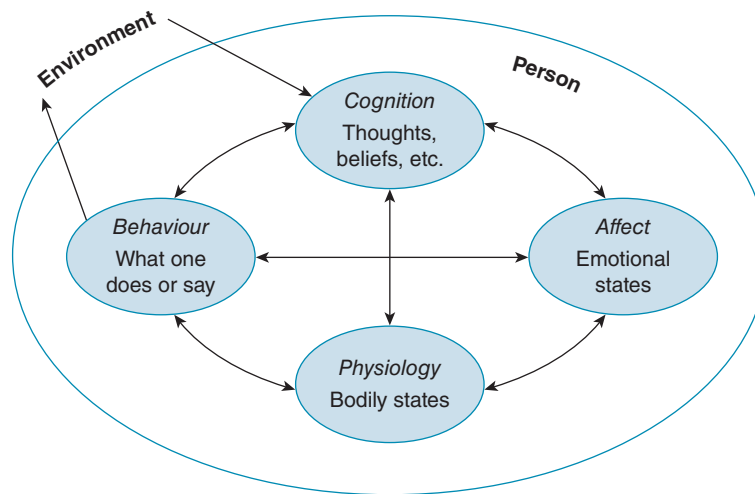 Environment
Person
Cognition
Thoughts,
beliefs, etc.
Behaviour
What one
does or say
Affect
Emotional
states
Physiology
Bodily states